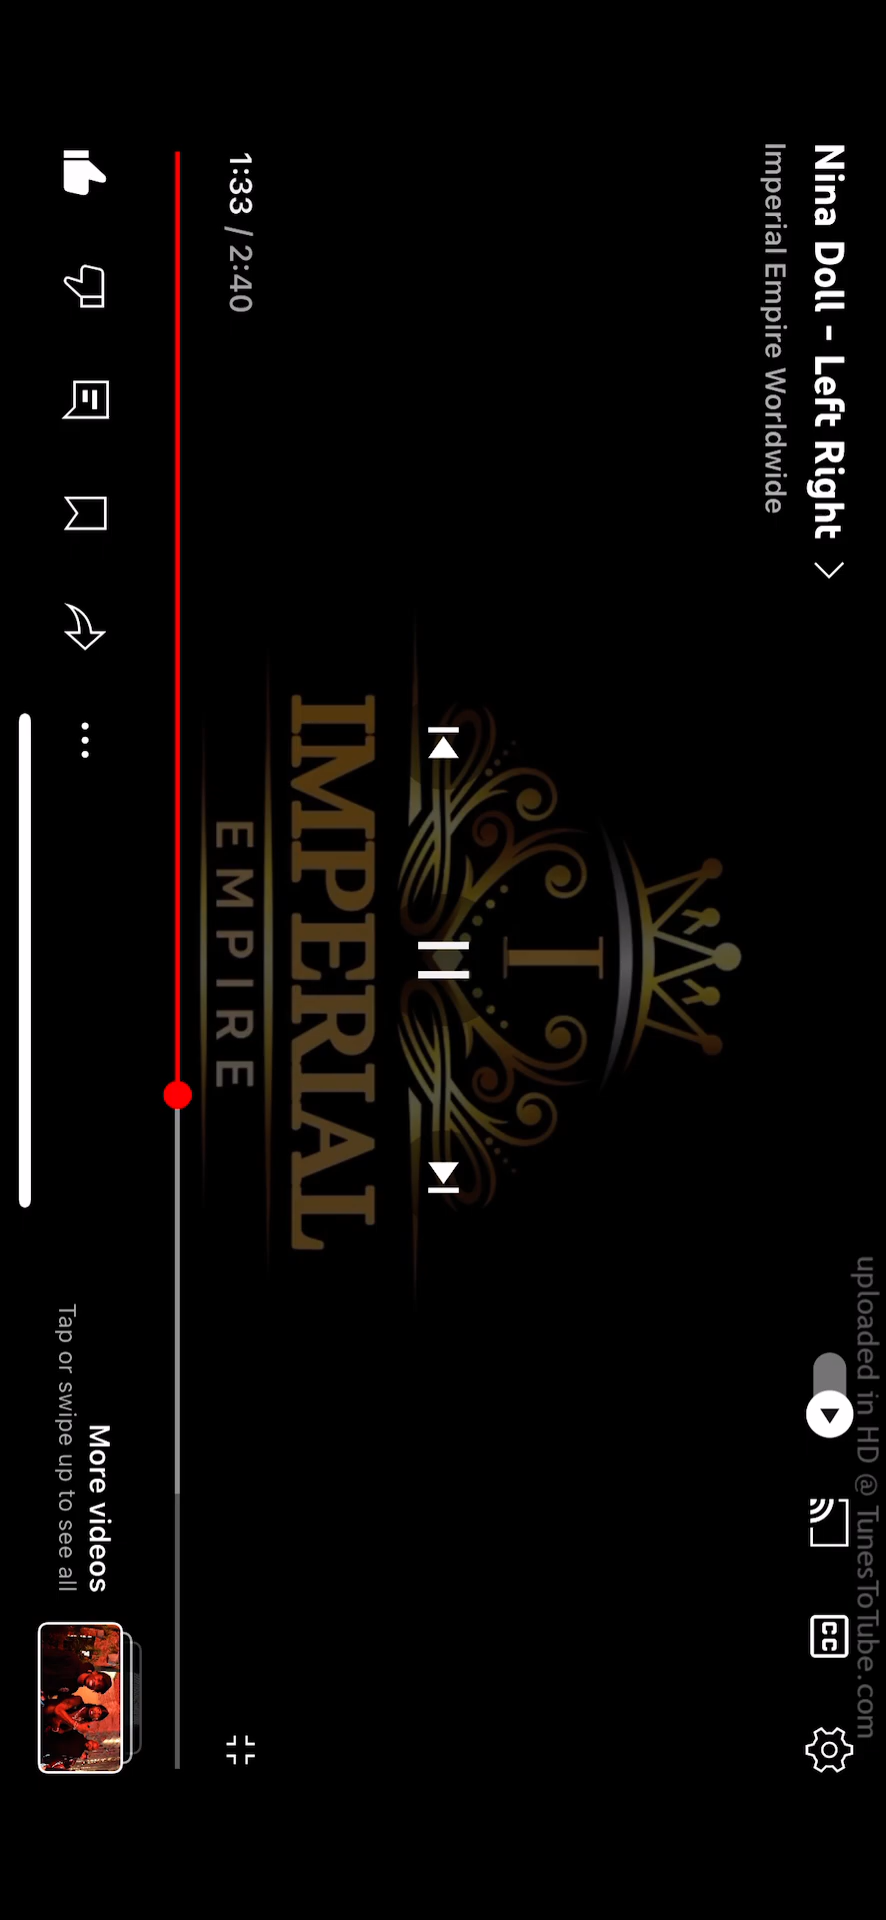 Nina Doll - Left Right
Imperial Empire Worldwide
uploaded in HD @ TunesToTube.com
CC
I
IMPERIAL
EMPIRE
1:33 / 2:40
More videos
Tap or swipe up to see all